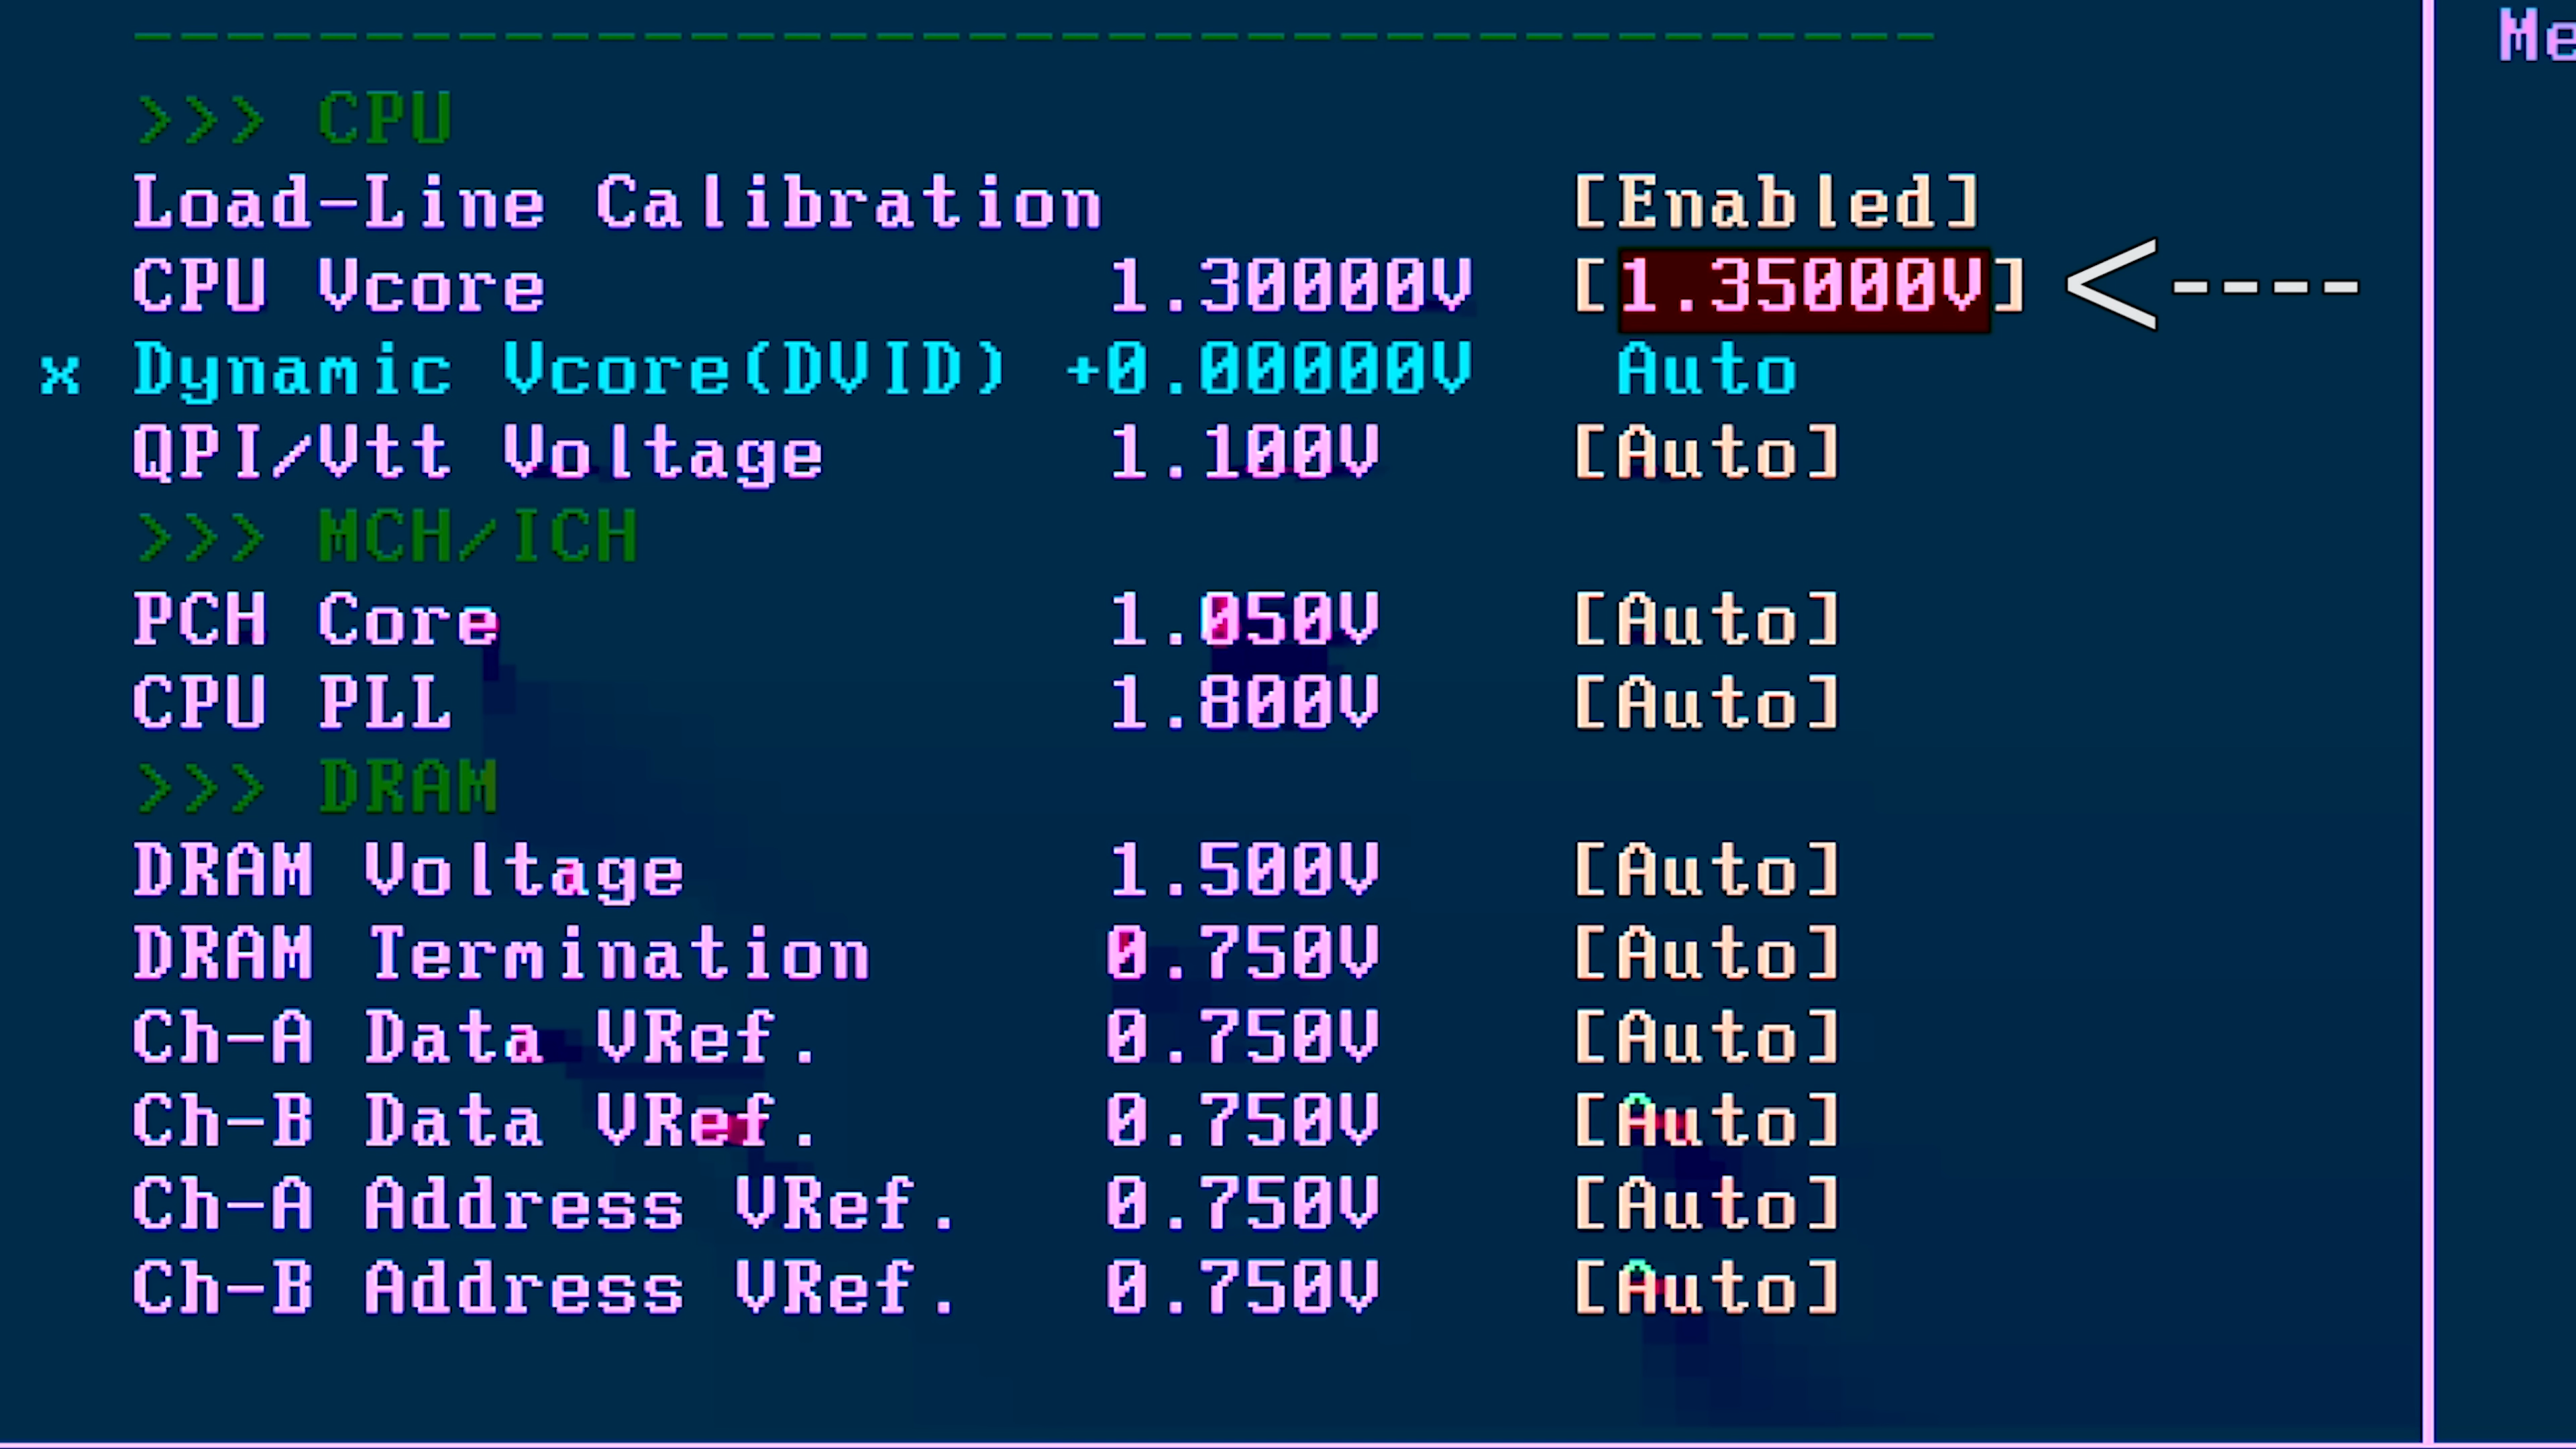 Me
>>> CPU
Load-Line Calibration [Enabled]
CPU Vcore 1.30000V [1.35000V] <----
x Dynamic Vcore(DVID) +0.00000V Auto
QPI/Vtt Voltage 1.100V [Auto]
>>> MCH/ICH
PCH Core 1.050V [Auto]
CPU PLL 1.800V [Auto]
>>> DRAM
DRAM Voltage 1.500V [Auto]
DRAM Termination 0.750V [Auto]
Ch-A Data VRef. 0.750V [Auto]
Ch-B Data VRef. 0.750V [Auto]
Ch-A Address VRef. 0.750V [Auto]
Ch-B Address VRef. 0.750V [Auto]